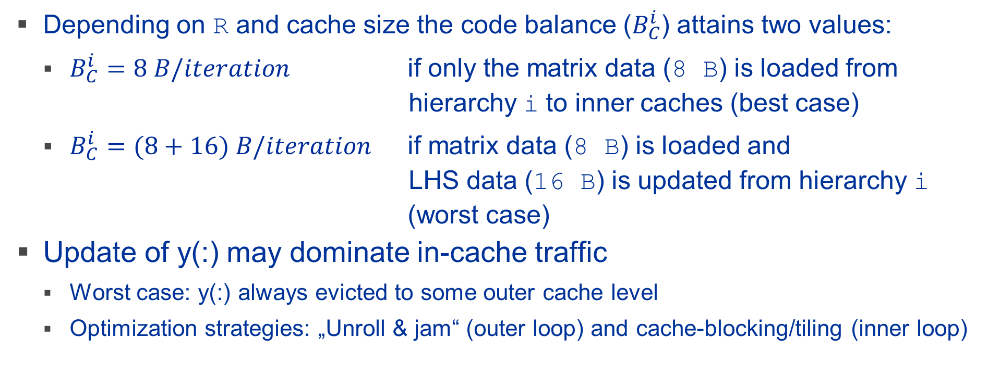 ▪ Depending on R and cache size the code balance (B_C^i) attains two values:
▪ B_C^i = 8 B/iteration if only the matrix data (8 B) is loaded from
hierarchy i to inner caches (best case)
▪ B_C^i = (8 + 16) B/iteration if matrix data (8 B) is loaded and
LHS data (16 B) is updated from hierarchy i
(worst case)
▪ Update of y(:) may dominate in-cache traffic
▪ Worst case: y(:) always evicted to some outer cache level
▪ Optimization strategies: „Unroll & jam“ (outer loop) and cache-blocking/tiling (inner loop)